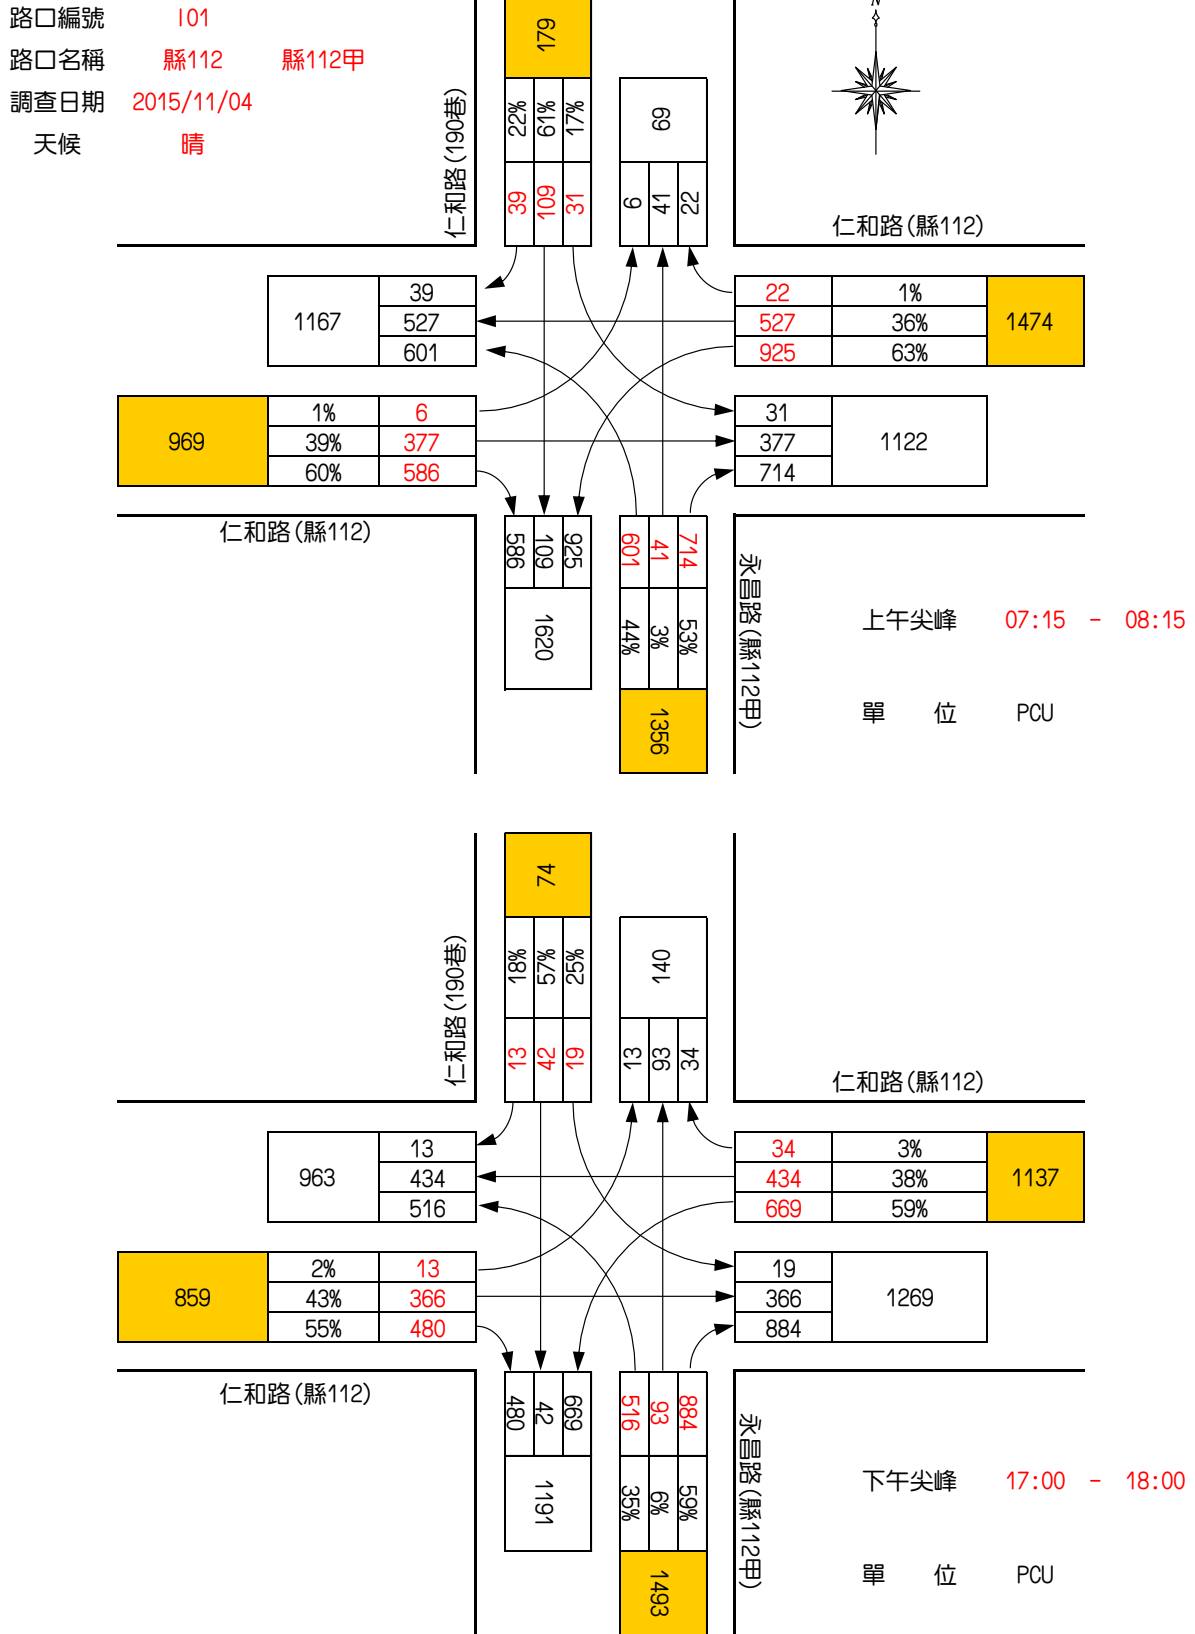 路口編號 I01
路口名稱 縣112 縣112甲
調查日期 2015/11/04
天候 晴
N
仁和路(190巷)
179
22% 61% 17%
39 109 31
69
6 41 22
仁和路(縣112)
1167
39
527
601
22 1%
527 36% 1474
925 63%
969
1% 6
39% 377
60% 586
31
377 1122
714
仁和路(縣112)
586 109 925
1620
601 41 714
44% 3% 53%
1356
永昌路(縣112甲)
上午尖峰 07:15 - 08:15
單位 PCU
仁和路(190巷)
74
18% 57% 25%
13 42 19
140
13 93 34
仁和路(縣112)
963
13
434
516
34 3%
434 38% 1137
669 59%
859
2% 13
43% 366
55% 480
19
366 1269
884
仁和路(縣112)
480 42 669
1191
516 93 884
35% 6% 59%
1493
永昌路(縣112甲)
下午尖峰 17:00 - 18:00
單位 PCU